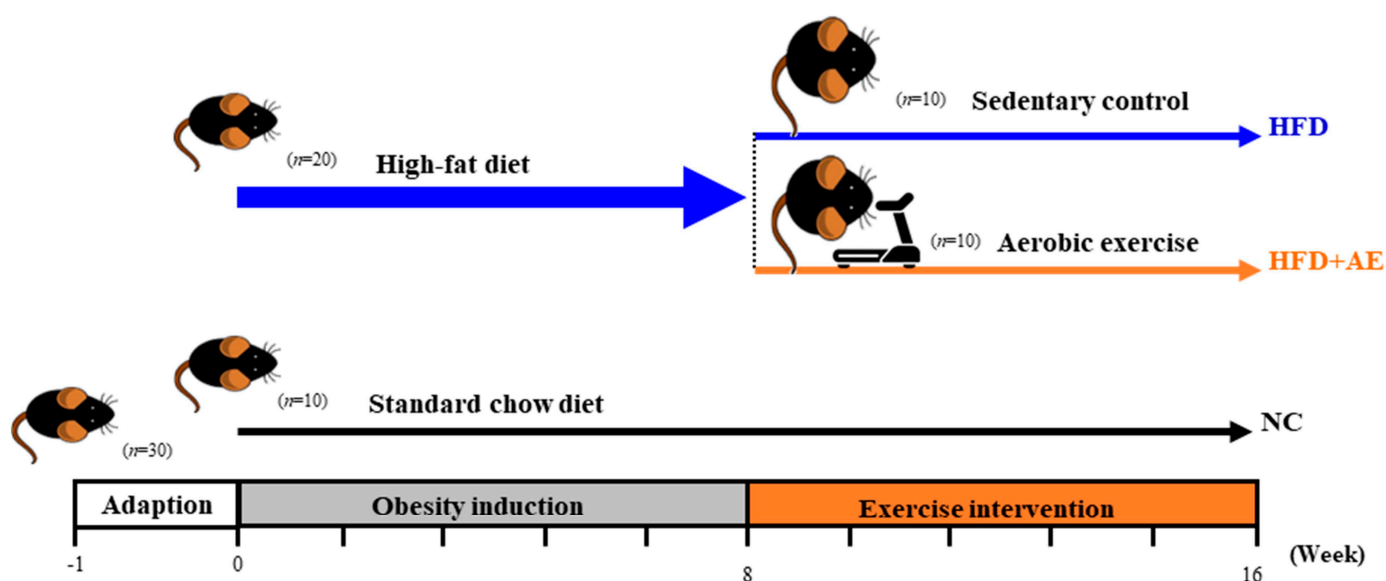 (n=10) Sedentary control
HFD
(n=20) High-fat diet
(n=10) Aerobic exercise
HFD+AE
(n=10) Standard chow diet
NC
(n=30)
Adaption Obesity induction Exercise intervention
-1 0 8 16 (Week)